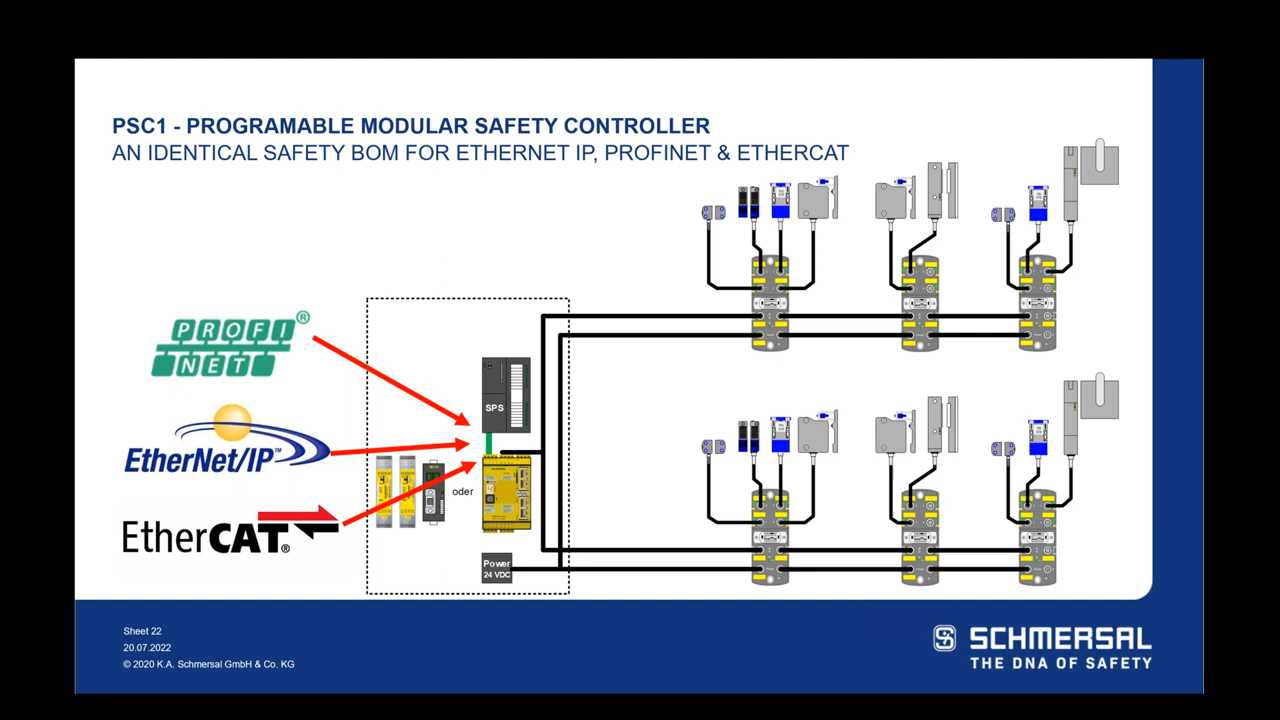 PSC1 - PROGRAMABLE MODULAR SAFETY CONTROLLER
AN IDENTICAL SAFETY BOM FOR ETHERNET IP, PROFINET & ETHERCAT
PROFI®
NET
EtherNet/IP™
EtherCAT®
SPS
oder
Power
24 VDC
Sheet 22
20.07.2022
© 2020 K.A. Schmersal GmbH & Co. KG
SCHMERSAL
THE DNA OF SAFETY